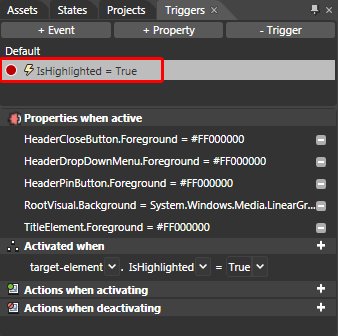 Assets States Projects Triggers ×
+ Event + Property - Trigger
Default
IsHighlighted = True
Properties when active
HeaderCloseButton.Foreground = #FF000000
HeaderDropDownMenu.Foreground = #FF000000
HeaderPinButton.Foreground = #FF000000
RootVisual.Background = System.Windows.Media.LinearGr...
TitleElement.Foreground = #FF000000
Activated when +
target-element . IsHighlighted = True
Actions when activating +
Actions when deactivating +